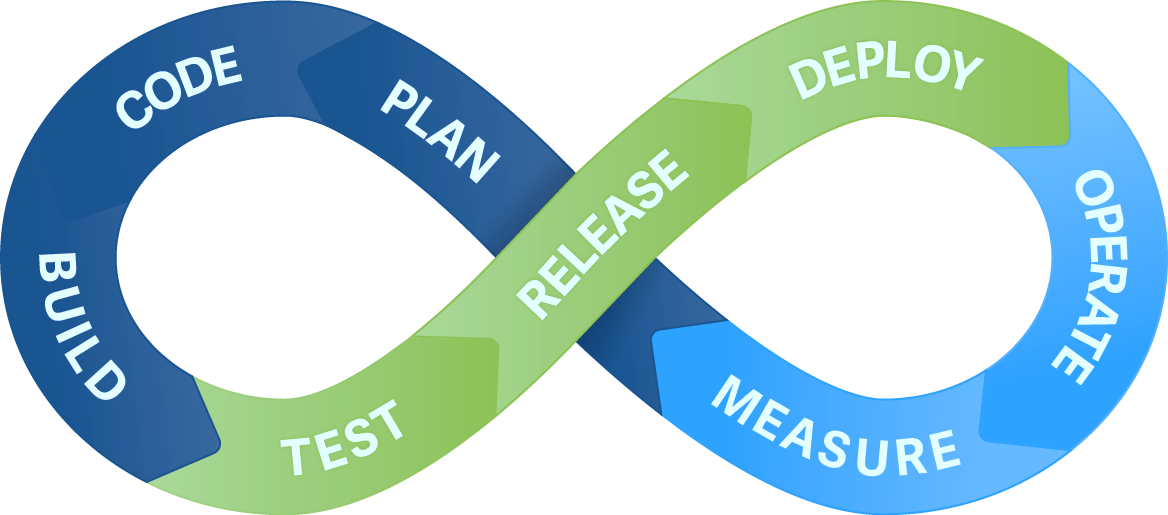 PLAN
CODE
BUILD
TEST
RELEASE
DEPLOY
OPERATE
MEASURE